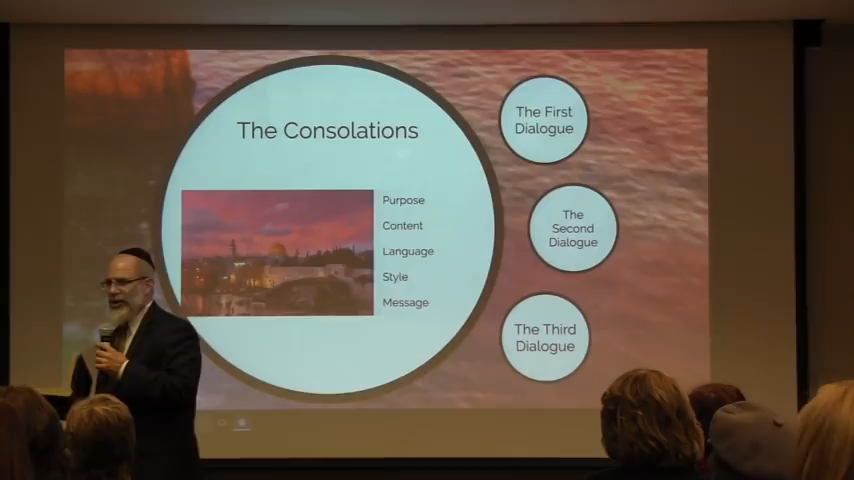 The Consolations
Purpose
Content
Language
Style
Message
The First
Dialogue
The
Second
Dialogue
The Third
Dialogue